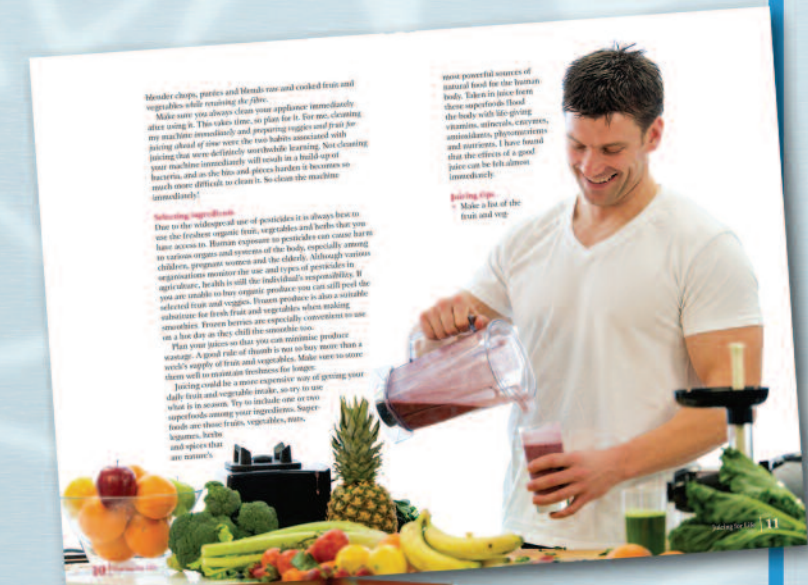 blender chops, purées and blends raw and cooked fruit and
vegetables while retaining the fibre.
Make sure you always clean your appliance immediately
after using it. This takes time, so plan for it. For me, cleaning
my machine immediately and preparing veggies and fruit for
juicing ahead of time were the two habits associated with
juicing that were definitely worthwhile learning. Not cleaning
your machine immediately will result in a build-up of
bacteria, and as the bits and pieces harden it becomes so
much more difficult to clean it. So clean the machine
immediately!
Selecting ingredients
Due to the widespread use of pesticides it is always best to
use the freshest organic fruit, vegetables and herbs that you
have access to. Human exposure to pesticides can cause harm
to various organs and systems of the body, especially among
children, pregnant women and the elderly. Although various
organisations monitor the use and types of pesticides in
agriculture, health is still the individual's responsibility. If
you are unable to buy organic produce you can still peel the
selected fruit and veggies. Frozen produce is also a suitable
substitute for fresh fruit and vegetables when making
smoothies. Frozen berries are especially convenient to use
on a hot day as they chill the smoothie too.
Plan your juices so that you can minimise produce
wastage. A good rule of thumb is not to buy more than a
week's supply of fruit and vegetables. Make sure to store
them well to maintain freshness for longer.
Juicing could be a more expensive way of getting your
daily fruit and vegetable intake, so try to use
what is in season. Try to include one or two
superfoods among your ingredients. Super-
foods are those fruits, vegetables, nuts,
legumes, herbs
and spices that
are nature's
most powerful sources of
natural food for the human
body. Taken in juice form
these superfoods flood
the body with life-giving
vitamins, minerals, enzymes,
antioxidants, phytonutrients
and nutrients. I have found
that the effects of a good
juice can be felt almost
immediately.
Juicing tips
• Make a list of the
fruit and veg-
10
Juicing for Life | 11